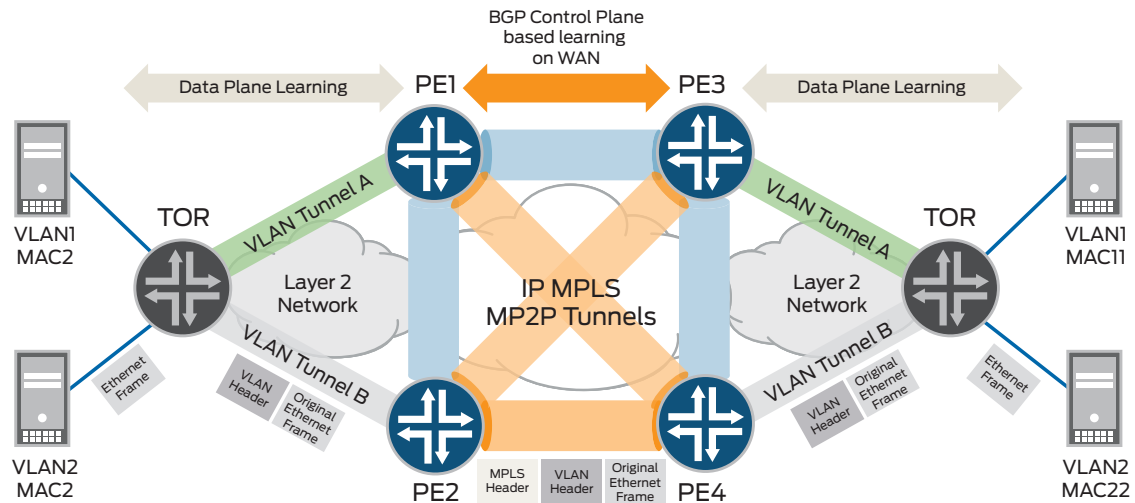 BGP Control Plane
based learning
on WAN
Data Plane Learning
PE1
PE3
Data Plane Learning
VLAN1
MAC2
TOR
VLAN Tunnel A
VLAN Tunnel A
TOR
VLAN1
MAC11
Layer 2
Network
IP MPLS
MP2P Tunnels
Layer 2
Network
VLAN Tunnel B
VLAN Tunnel B
Ethernet
Frame
VLAN
Header
Original
Ethernet
Frame
VLAN
Header
Original
Ethernet
Frame
Ethernet
Frame
VLAN2
MAC2
PE2
MPLS
Header
VLAN
Header
Original
Ethernet
Frame
PE4
VLAN2
MAC22